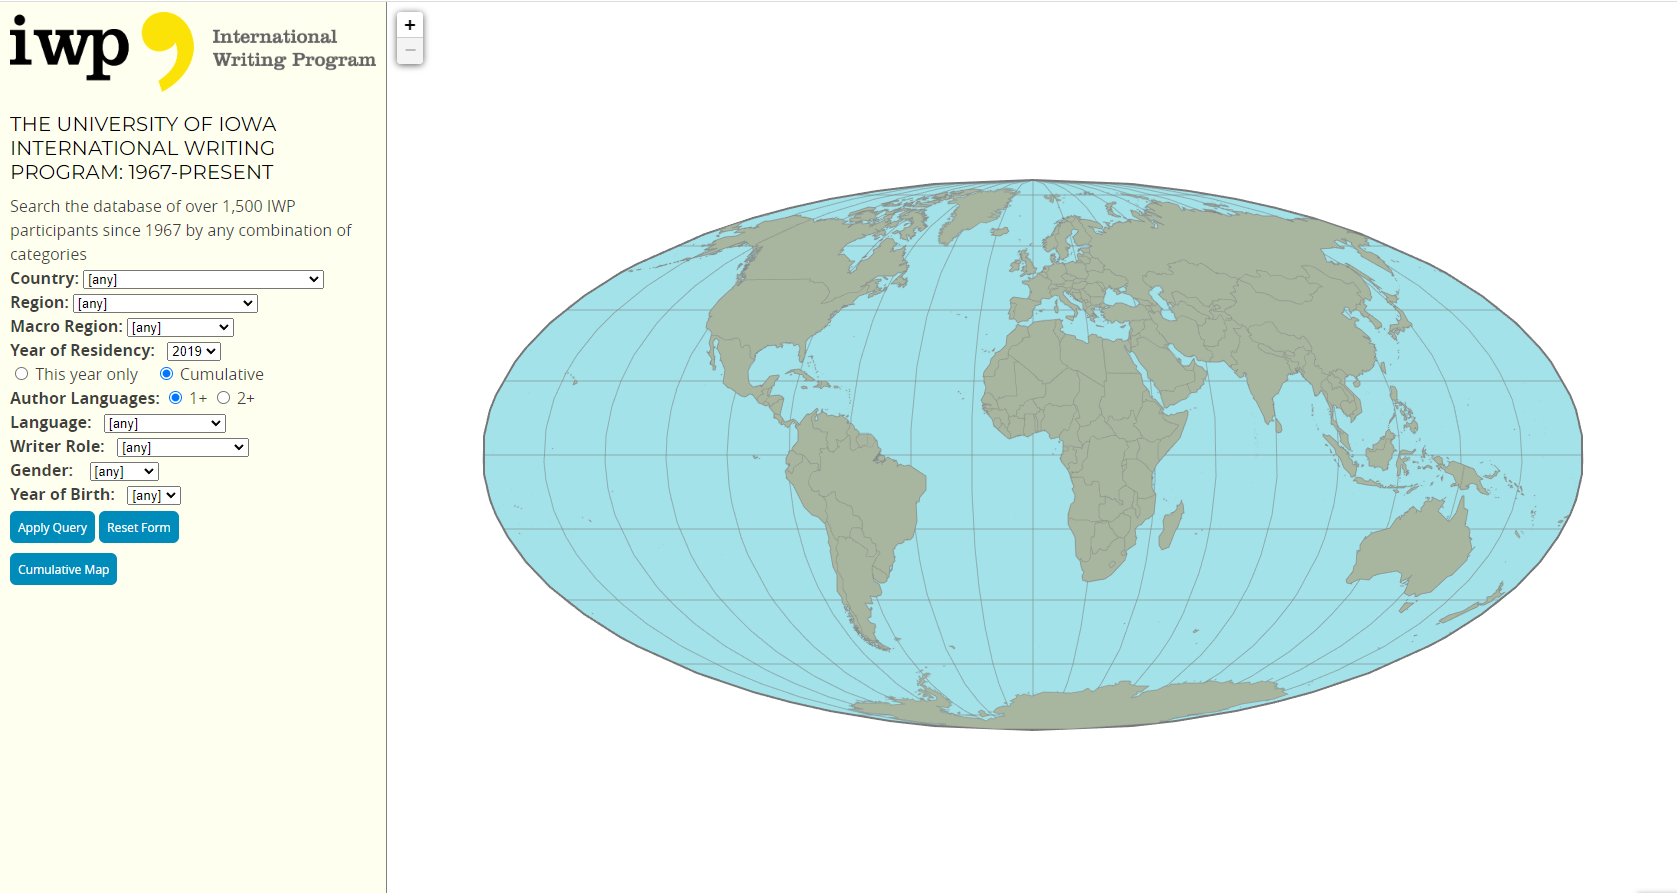 iwp International
Writing Program
THE UNIVERSITY OF IOWA
INTERNATIONAL WRITING
PROGRAM: 1967-PRESENT
Search the database of over 1,500 IWP
participants since 1967 by any combination of
categories
Country: [any]
Region: [any]
Macro Region: [any]
Year of Residency: 2019
This year only Cumulative
Author Languages: 1+ 2+
Language: [any]
Writer Role: [any]
Gender: [any]
Year of Birth: [any]
Apply Query Reset Form
Cumulative Map
+
−